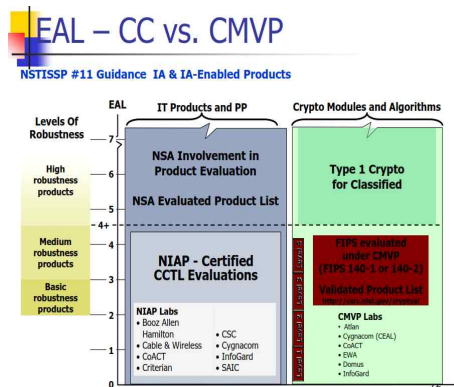 EAL – CC vs. CMVP
NSTISSP #11 Guidance IA & IA-Enabled Products
EAL
IT Products and PP
Crypto Modules and Algorithms
Levels Of
Robustness
7
6
5
4+
4
3
2
1
0
High
robustness
products
Medium
robustness
products
Basic
robustness
products
NSA Involvement in
Product Evaluation
NSA Evaluated Product List
NIAP - Certified
CCTL Evaluations
NIAP Labs
• Booz Allen
Hamilton
• Cable & Wireless
• CoACT
• Criterian
• CSC
• Cygnacom
• InfoGard
• SAIC
Type 1 Crypto
for Classified
FIPS evaluated
under CMVP
(FIPS 140-1 or 140-2)
Validated Product List
CMVP Labs
• Atlan
• Cygnacom (CEAL)
• CoACT
• EWA
• Domus
• InfoGard